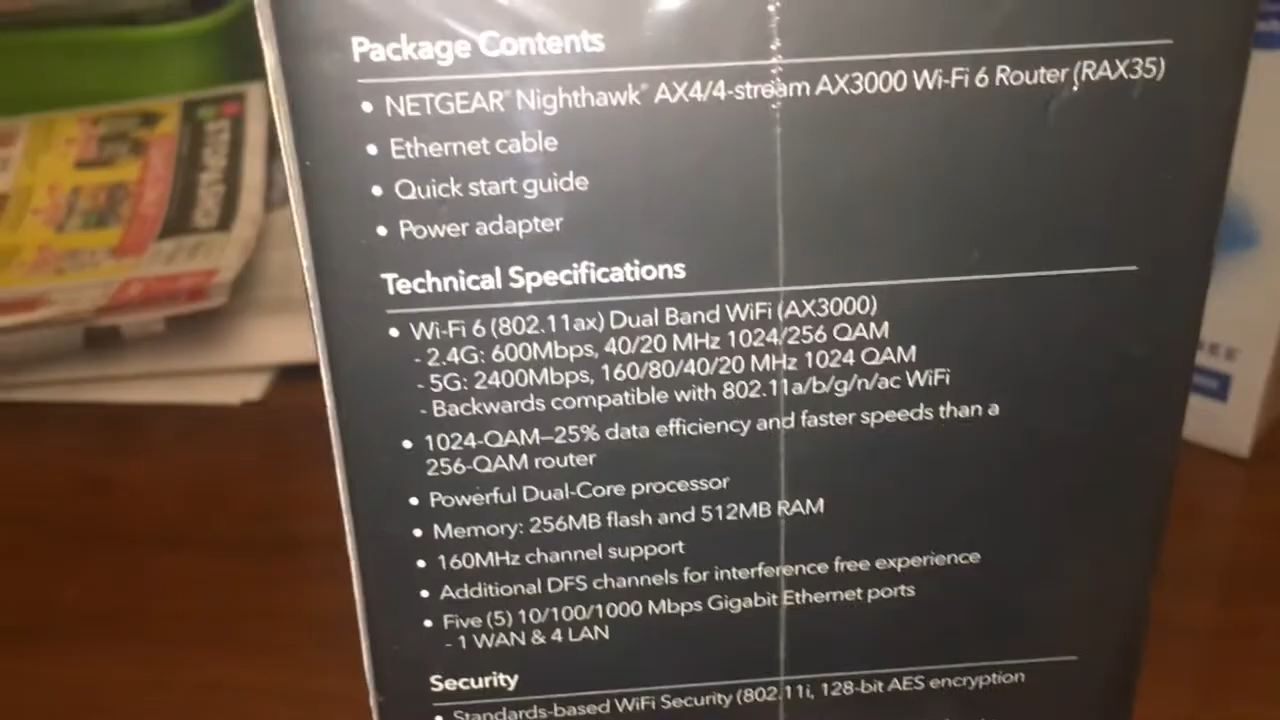 Package Contents
• NETGEAR® Nighthawk® AX4/4-stream AX3000 Wi-Fi 6 Router (RAX35)
• Ethernet cable
• Quick start guide
• Power adapter
Technical Specifications
• Wi-Fi 6 (802.11ax) Dual Band WiFi (AX3000)
- 2.4G: 600Mbps, 40/20 MHz 1024/256 QAM
- 5G: 2400Mbps, 160/80/40/20 MHz 1024 QAM
- Backwards compatible with 802.11a/b/g/n/ac WiFi
• 1024-QAM—25% data efficiency and faster speeds than a
256-QAM router
• Powerful Dual-Core processor
• Memory: 256MB flash and 512MB RAM
• 160MHz channel support
• Additional DFS channels for interference free experience
• Five (5) 10/100/1000 Mbps Gigabit Ethernet ports
- 1 WAN & 4 LAN
Security
• Standards-based WiFi Security (802.11i, 128-bit AES encryption